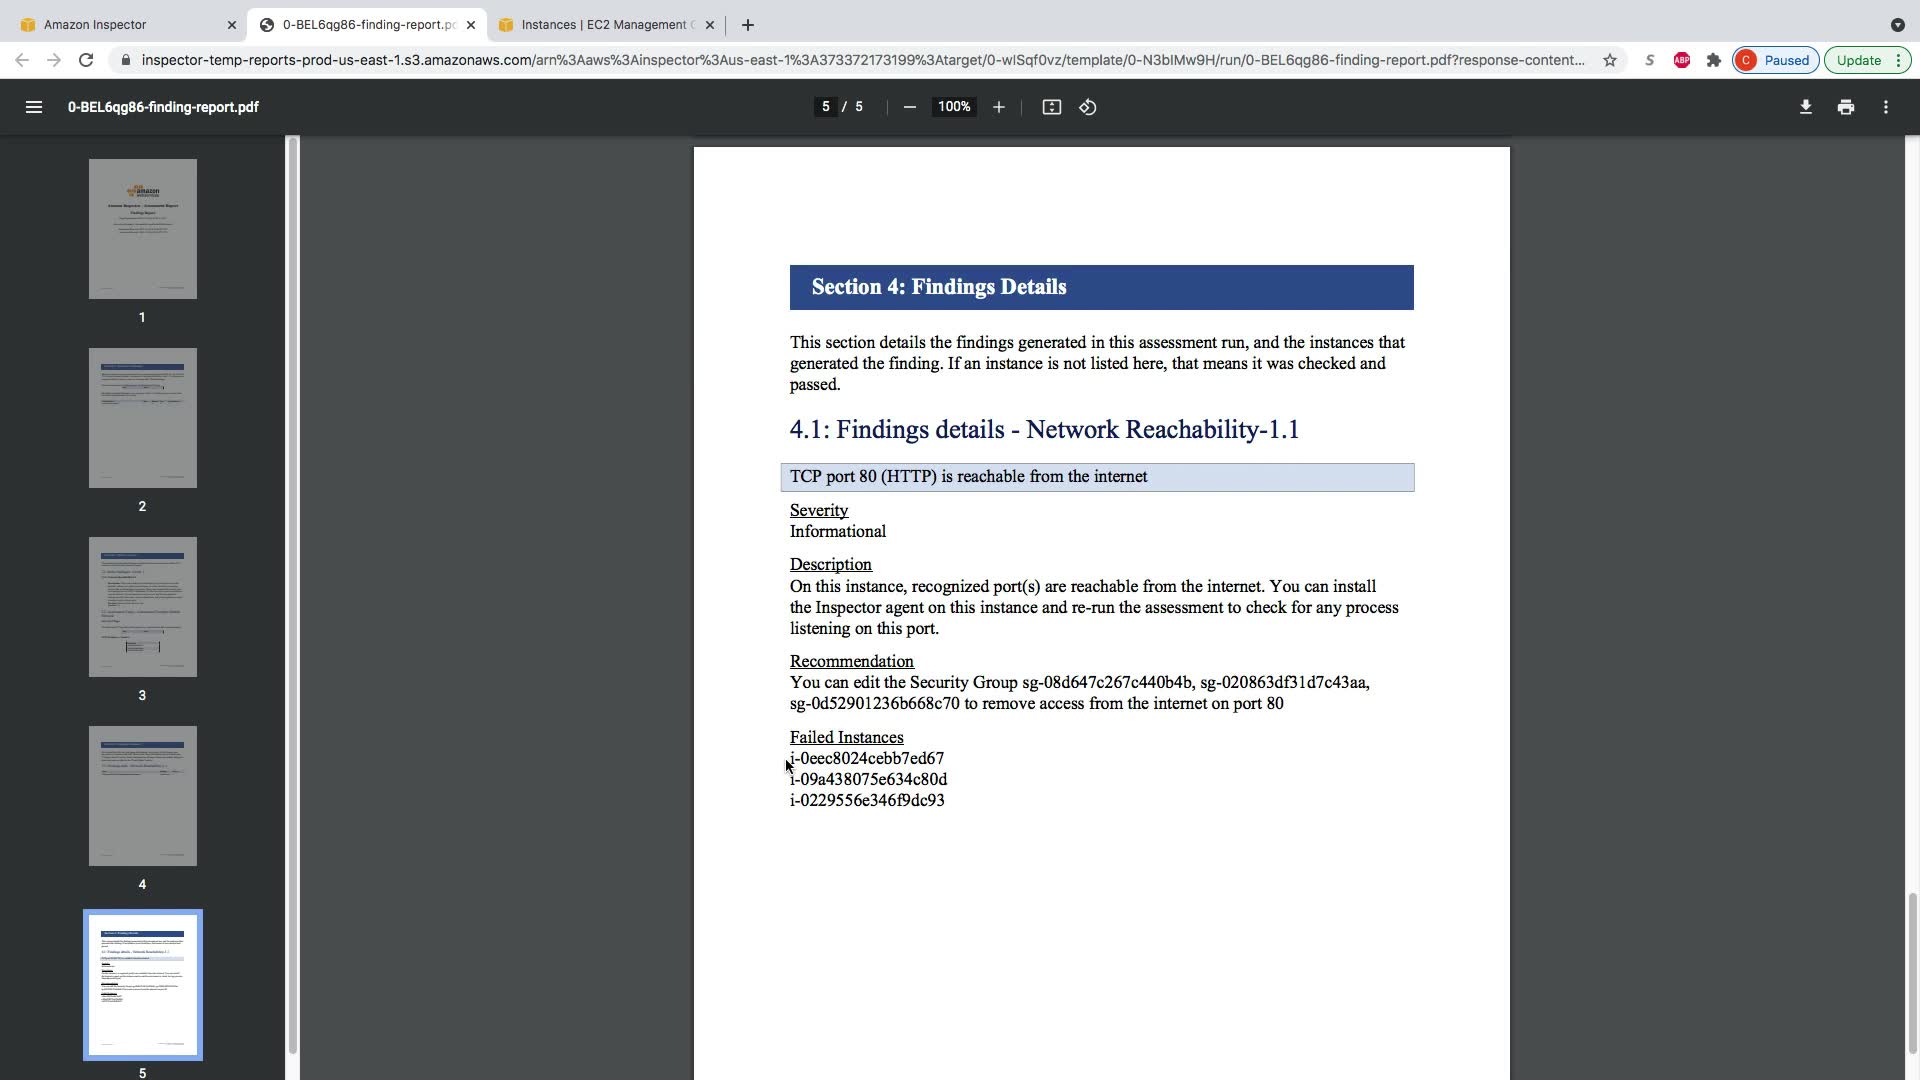 Amazon Inspector
0-BEL6qg86-finding-report.pd
Instances | EC2 Management C
inspector-temp-reports-prod-us-east-1.s3.amazonaws.com/arn%3Aaws%3Ainspector%3Aus-east-1%3A373372173199%3Atarget/0-wlSqf0vz/template/0-N3bIMw9H/run/0-BEL6qg86-finding-report.pdf?response-content...
S
ABP
C Paused
Update
0-BEL6qg86-finding-report.pdf
5 / 5
100%
1
2
3
4
5
Section 4: Findings Details
This section details the findings generated in this assessment run, and the instances that
generated the finding. If an instance is not listed here, that means it was checked and
passed.
4.1: Findings details - Network Reachability-1.1
TCP port 80 (HTTP) is reachable from the internet
Severity
Informational
Description
On this instance, recognized port(s) are reachable from the internet. You can install
the Inspector agent on this instance and re-run the assessment to check for any process
listening on this port.
Recommendation
You can edit the Security Group sg-08d647c267c440b4b, sg-020863df31d7c43aa,
sg-0d52901236b668c70 to remove access from the internet on port 80
Failed Instances
i-0eec8024cebb7ed67
i-09a438075e634c80d
i-0229556e346f9dc93